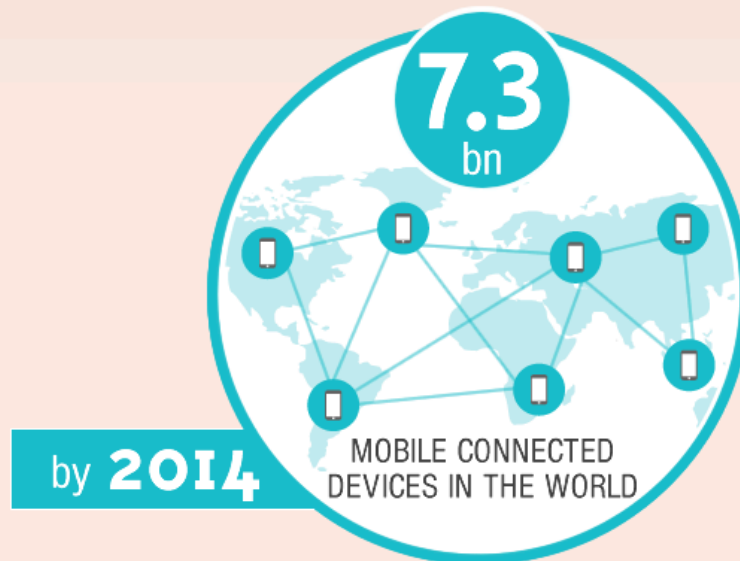 7.3
bn
MOBILE CONNECTED
DEVICES IN THE WORLD
by 2014